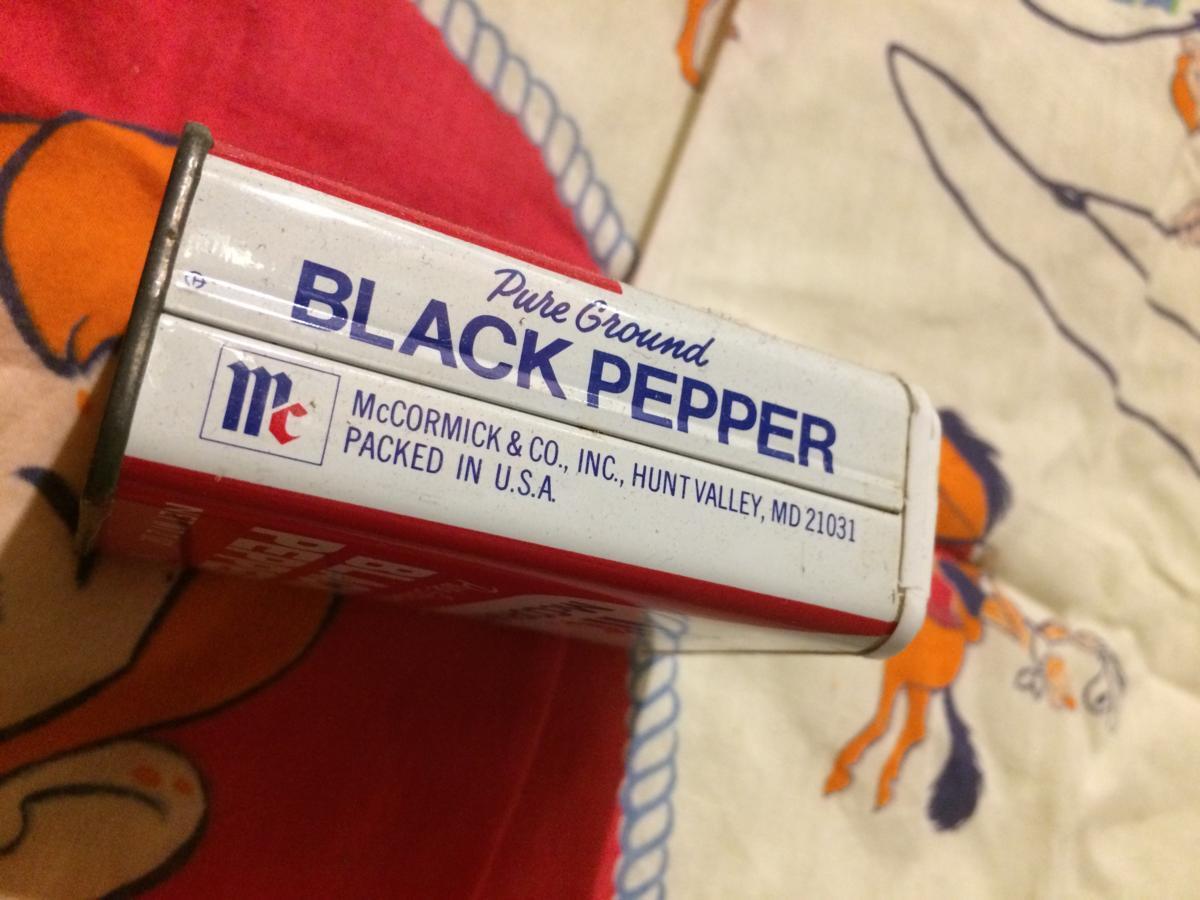 Pure Ground
BLACK PEPPER
Mc
McCORMICK & CO., INC., HUNT VALLEY, MD 21031
PACKED IN U.S.A.